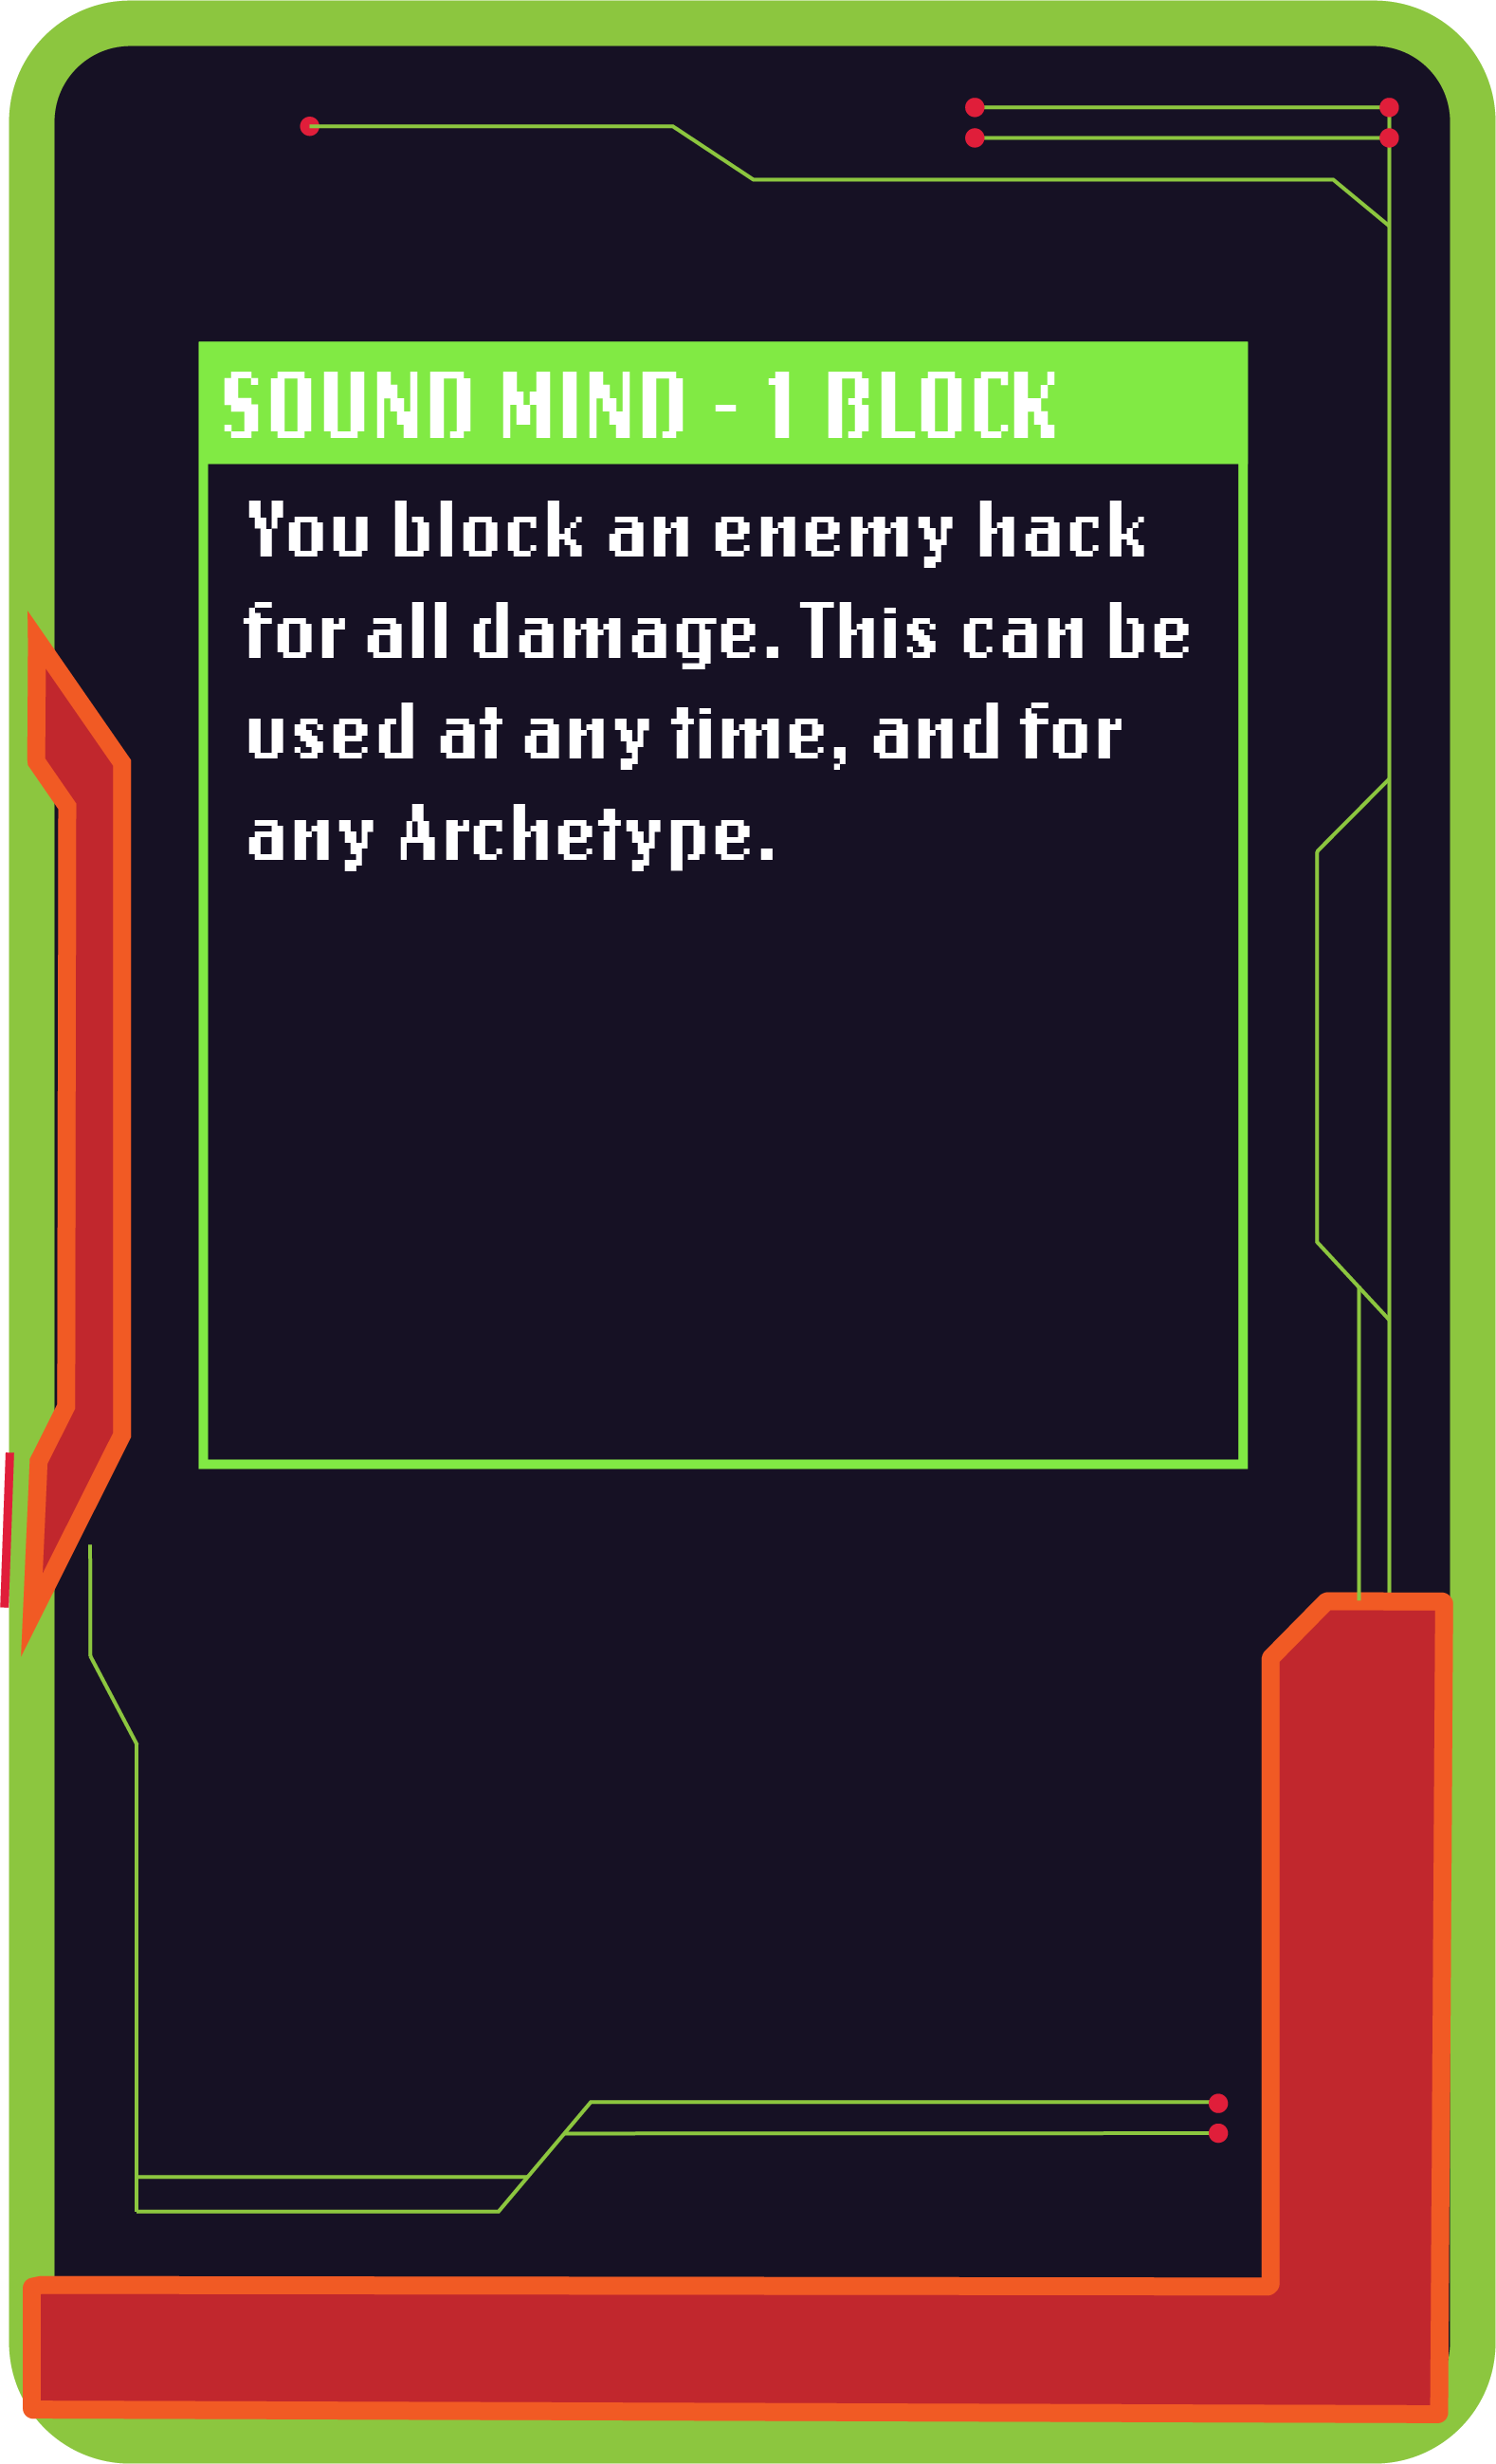 SOUND MIND - 1 BLOCK
You block an enemy hack
for all damage. This can be
used at any time, and for
any Archetype.